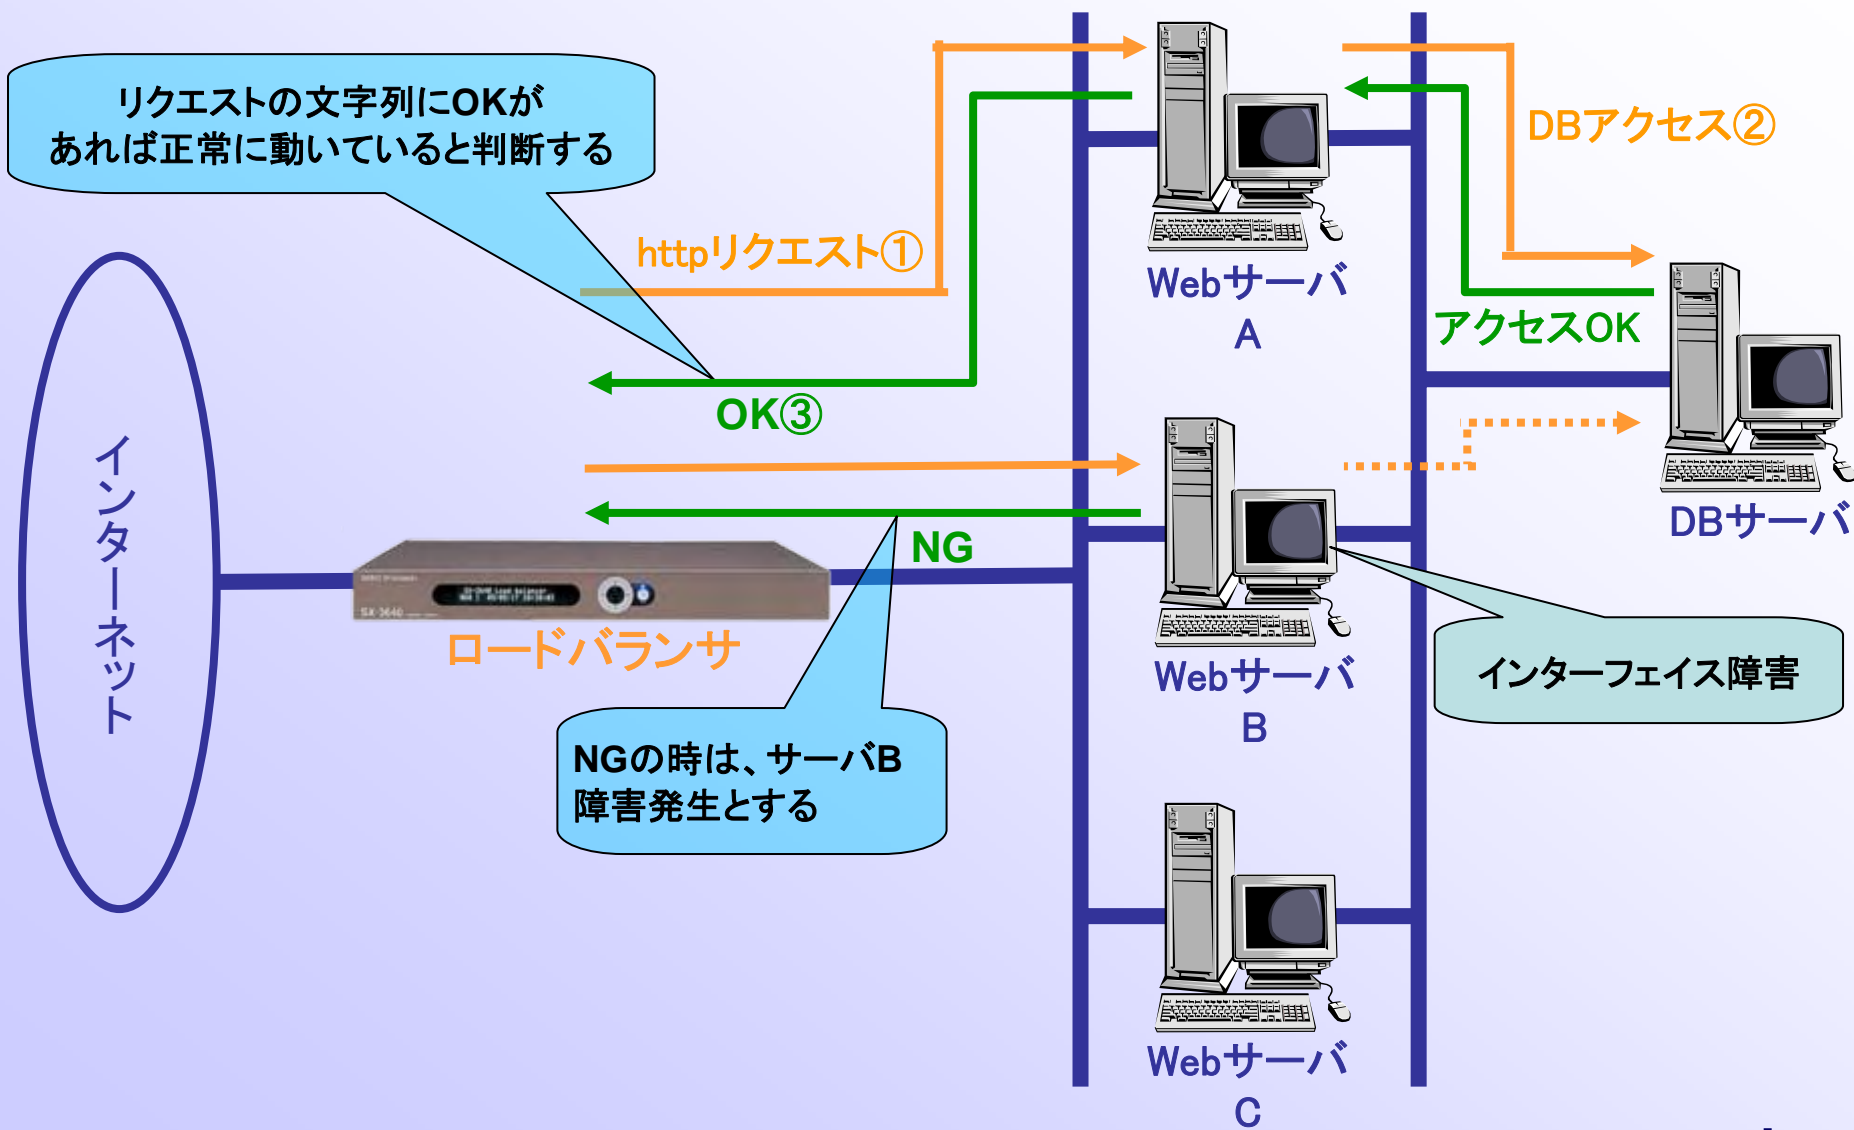 リクエストの文字列にOKが
あれば正常に動いていると判断する
httpリクエスト①
OK③
NG
インターネット
SX-3640
ロードバランサ
NGの時は、サーバB
障害発生とする
Webサーバ
A
DBアクセス②
アクセスOK
DBサーバ
Webサーバ
B
インターフェイス障害
Webサーバ
C